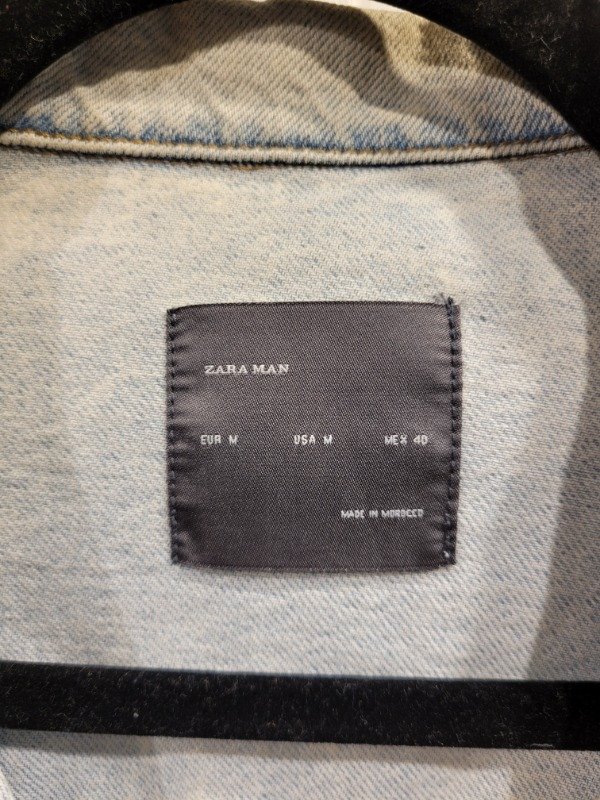 ZARA MAN
EUR M USA M MEX 40
MADE IN MOROCCO